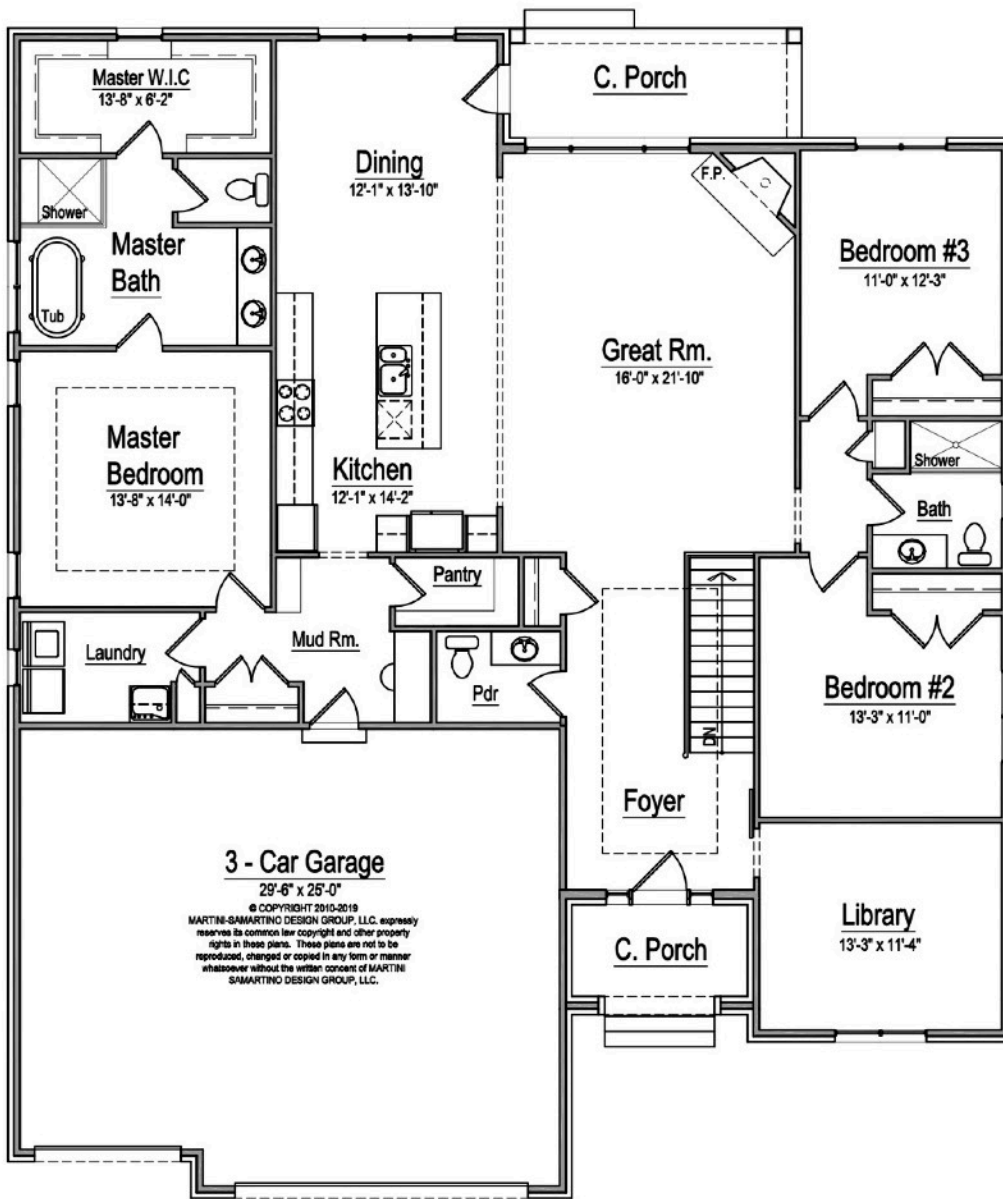 Master W.I.C
13'-8" x 6'-2"
C. Porch
Dining
12'-1" x 13'-10"
F.P.
Shower
Master
Bath
Tub
Bedroom #3
11'-0" x 12'-3"
Great Rm.
16'-0" x 21'-10"
Master
Bedroom
13'-8" x 14'-0"
Kitchen
12'-1" x 14'-2"
Shower
Bath
Pantry
Laundry
Mud Rm.
Pdr
Bedroom #2
13'-3" x 11'-0"
DN
Foyer
3 - Car Garage
29'-6" x 25'-0"
© COPYRIGHT 2010-2019
MARTINI-SAMARTINO DESIGN GROUP, LLC. expressly
reserves its common law copyright and other property
rights in these plans. These plans are not to be
reproduced, changed or copied in any form or manner
whatsoever without the written concent of MARTINI
SAMARTINO DESIGN GROUP, LLC.
Library
13'-3" x 11'-4"
C. Porch